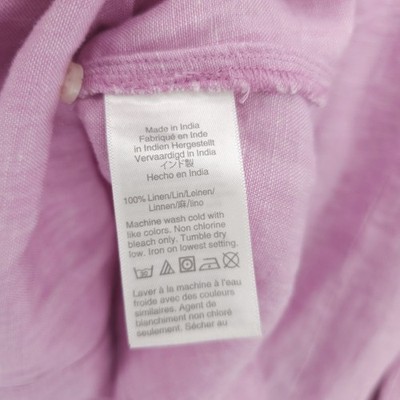 Made in India
Fabriqué en Inde
in Indien Hergestellt
Vervaardigd in India
インド製
Hecho en India
100% Linen/Lin/Leinen/
Linnen/麻/lino
Machine wash cold with
like colors. Non chlorine
bleach only. Tumble dry
low. Iron on lowest setting.
Laver à la machine à l'eau
froide avec des couleurs
similaires. Agent de
blanchiment non chloré
seulement. Sécher au